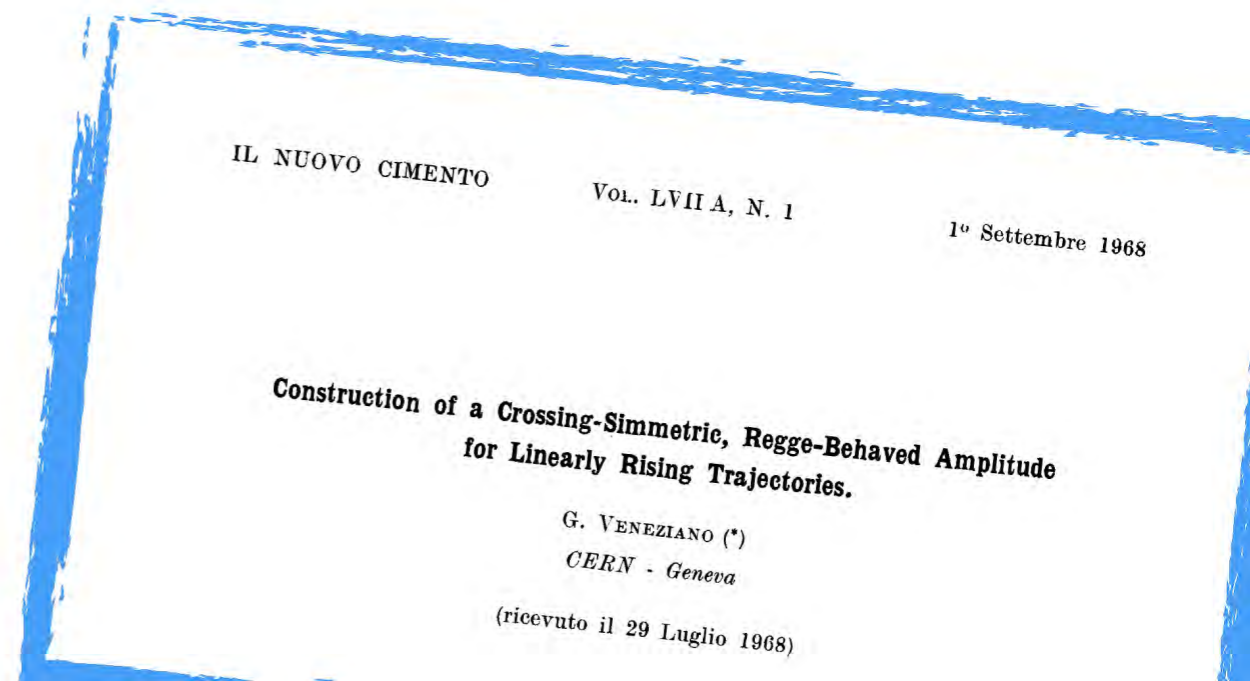 IL NUOVO CIMENTO Vol. LVII A, N. 1 1º Settembre 1968
Construction of a Crossing-Simmetric, Regge-Behaved Amplitude
for Linearly Rising Trajectories.
G. VENEZIANO (*)
CERN - Geneva
(ricevuto il 29 Luglio 1968)